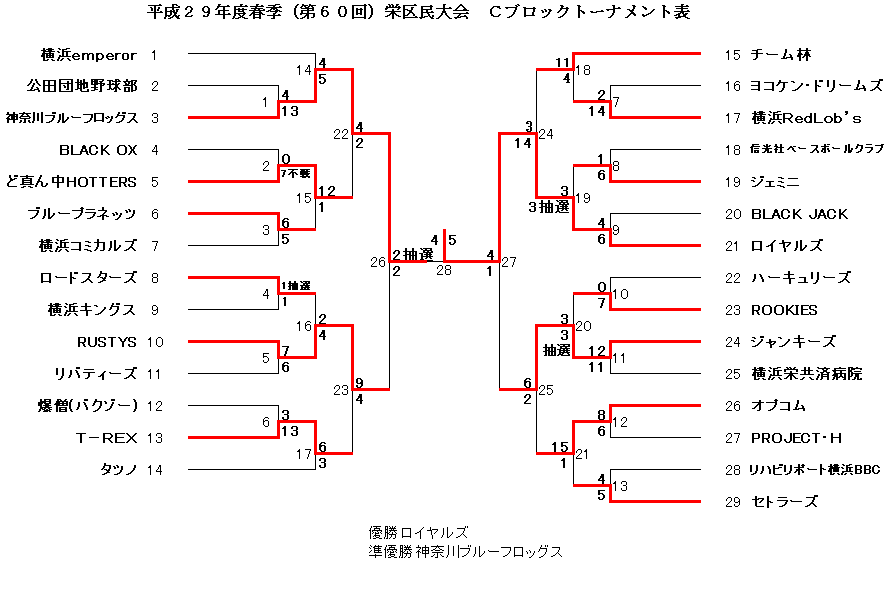 平成２９年度春季（第６０回）栄区民大会　Ｃブロックトーナメント表
横浜emperor 1
公田団地野球部 2
神奈川ブルーフロッグス 3
BLACK OX 4
ど真ん中HOTTERS 5
ブループラネッツ 6
横浜コミカルズ 7
ロードスターズ 8
横浜キングス 9
RUSTYS 10
リバティーズ 11
爆僧(バクゾー) 12
Ｔ－REX 13
タツノ 14
1
4
13
2
0
7不戦
3
6
5
4
1抽選
1
5
7
6
6
3
13
14
4
5
15
12
1
16
2
4
17
6
3
22
4
2
23
9
4
26
2抽選
2
4 5
28
4
1
27
3
14
24
6
2
25
11
4
18
3
3抽選
19
3
3
抽選
20
15
1
21
2
14
7
1
6
8
4
6
9
0
7
10
12
11
11
8
6
12
4
5
13
15 チーム林
16 ヨコケン・ドリームズ
17 横浜RedLob's
18 信光社ベースボールクラブ
19 ジェミニ
20 BLACK JACK
21 ロイヤルズ
22 ハーキュリーズ
23 ROOKIES
24 ジャンキーズ
25 横浜栄共済病院
26 オプコム
27 PROJECT・H
28 リハビリポート横浜BBC
29 セトラーズ
優勝 ロイヤルズ
準優勝 神奈川ブルーフロッグス